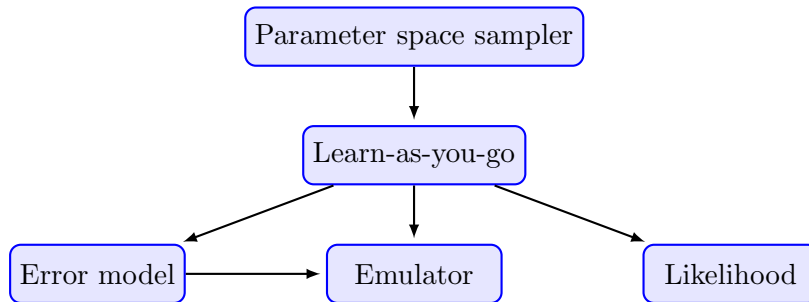 Parameter space sampler
Learn-as-you-go
Error model
Emulator
Likelihood